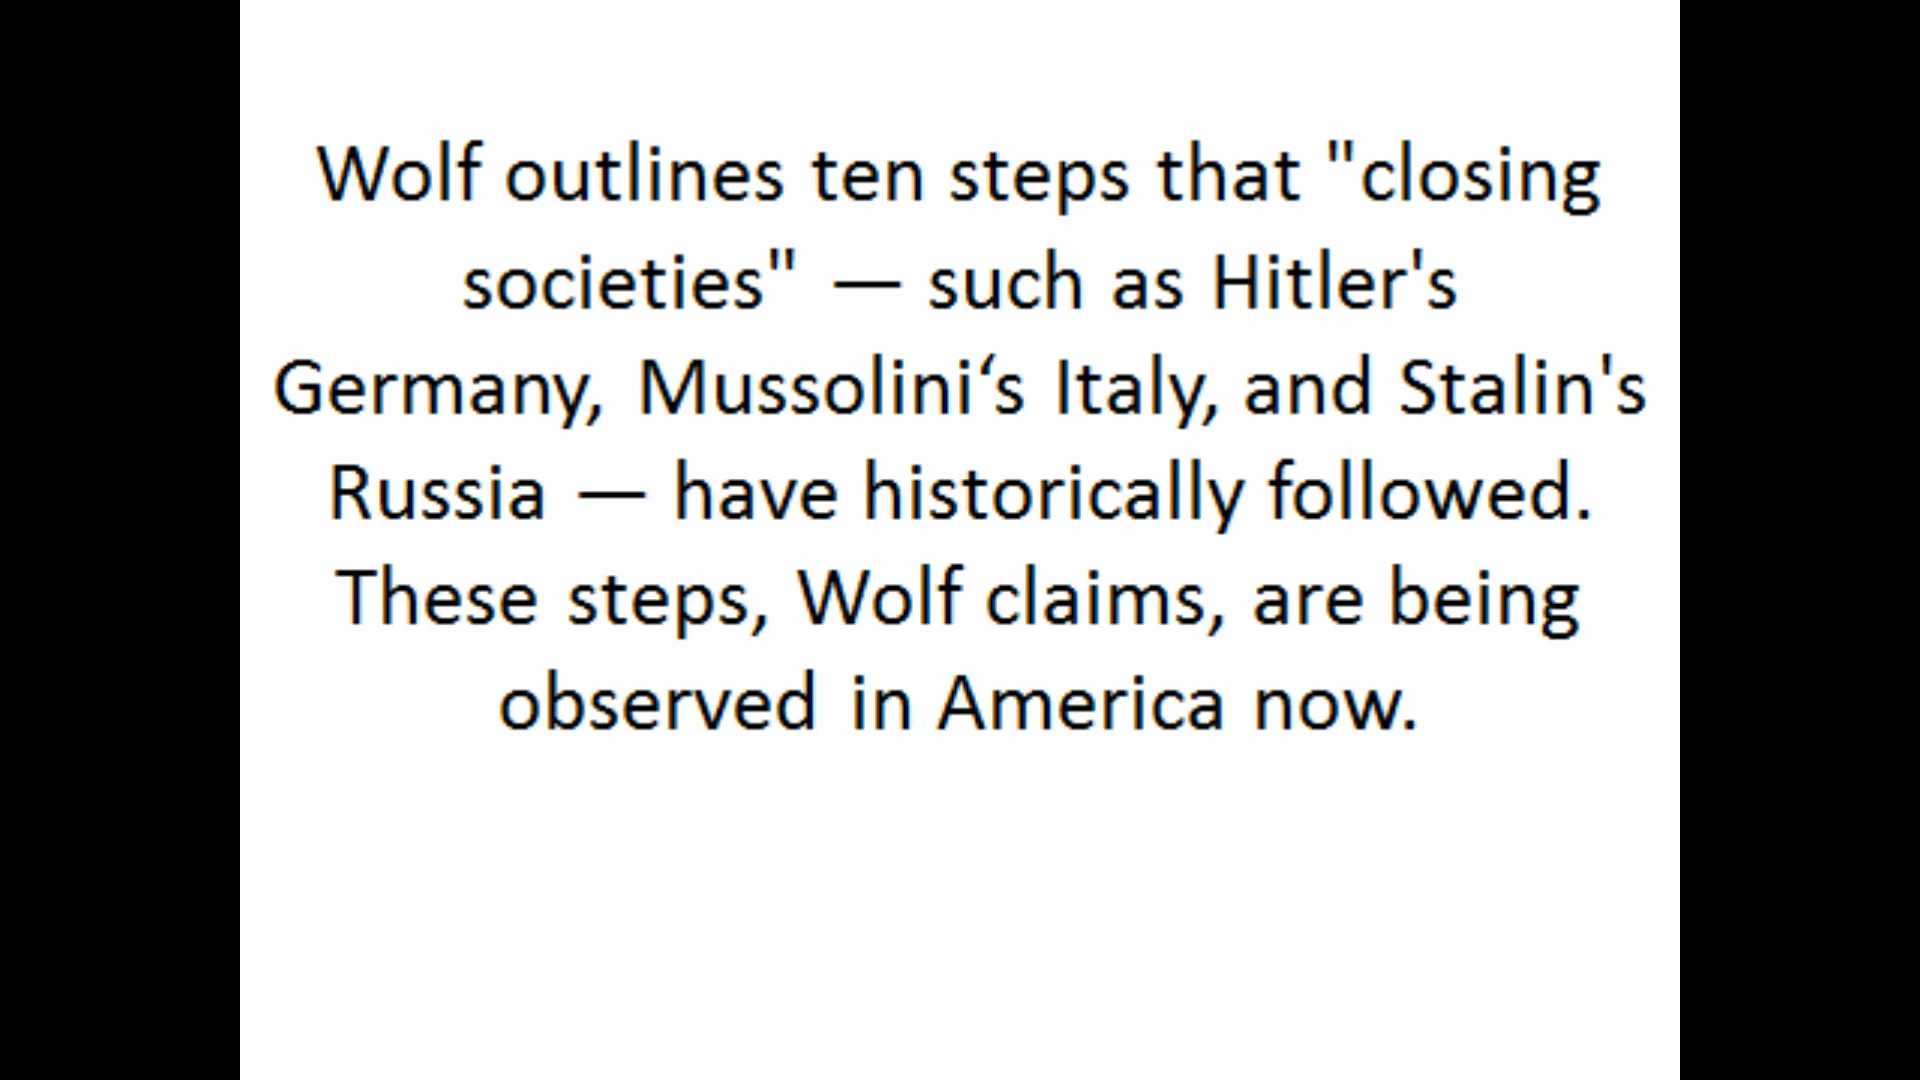 Wolf outlines ten steps that "closing
societies" — such as Hitler's
Germany, Mussolini‘s Italy, and Stalin's
Russia — have historically followed.
These steps, Wolf claims, are being
observed in America now.